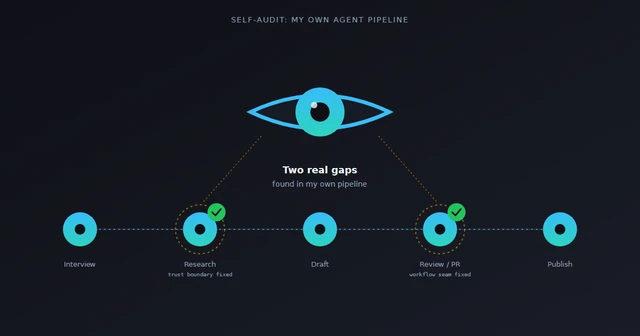 SELF-AUDIT: MY OWN AGENT PIPELINE
Two real gaps
found in my own pipeline
Interview
Research
trust boundary fixed
Draft
Review / PR
workflow seam fixed
Publish